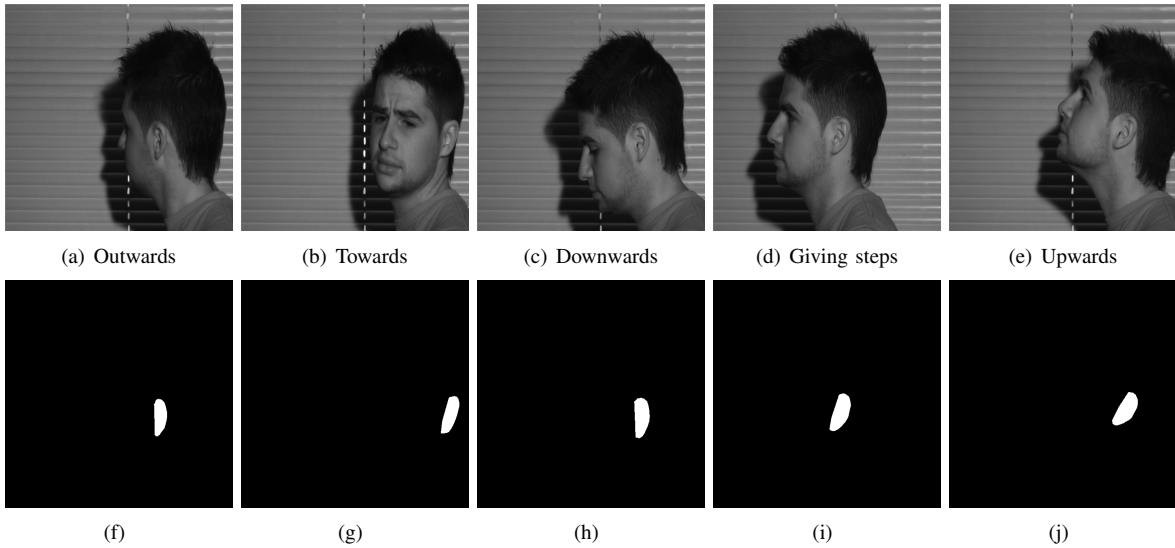 (a) Outwards
(b) Towards
(c) Downwards
(d) Giving steps
(e) Upwards
(f)
(g)
(h)
(i)
(j)